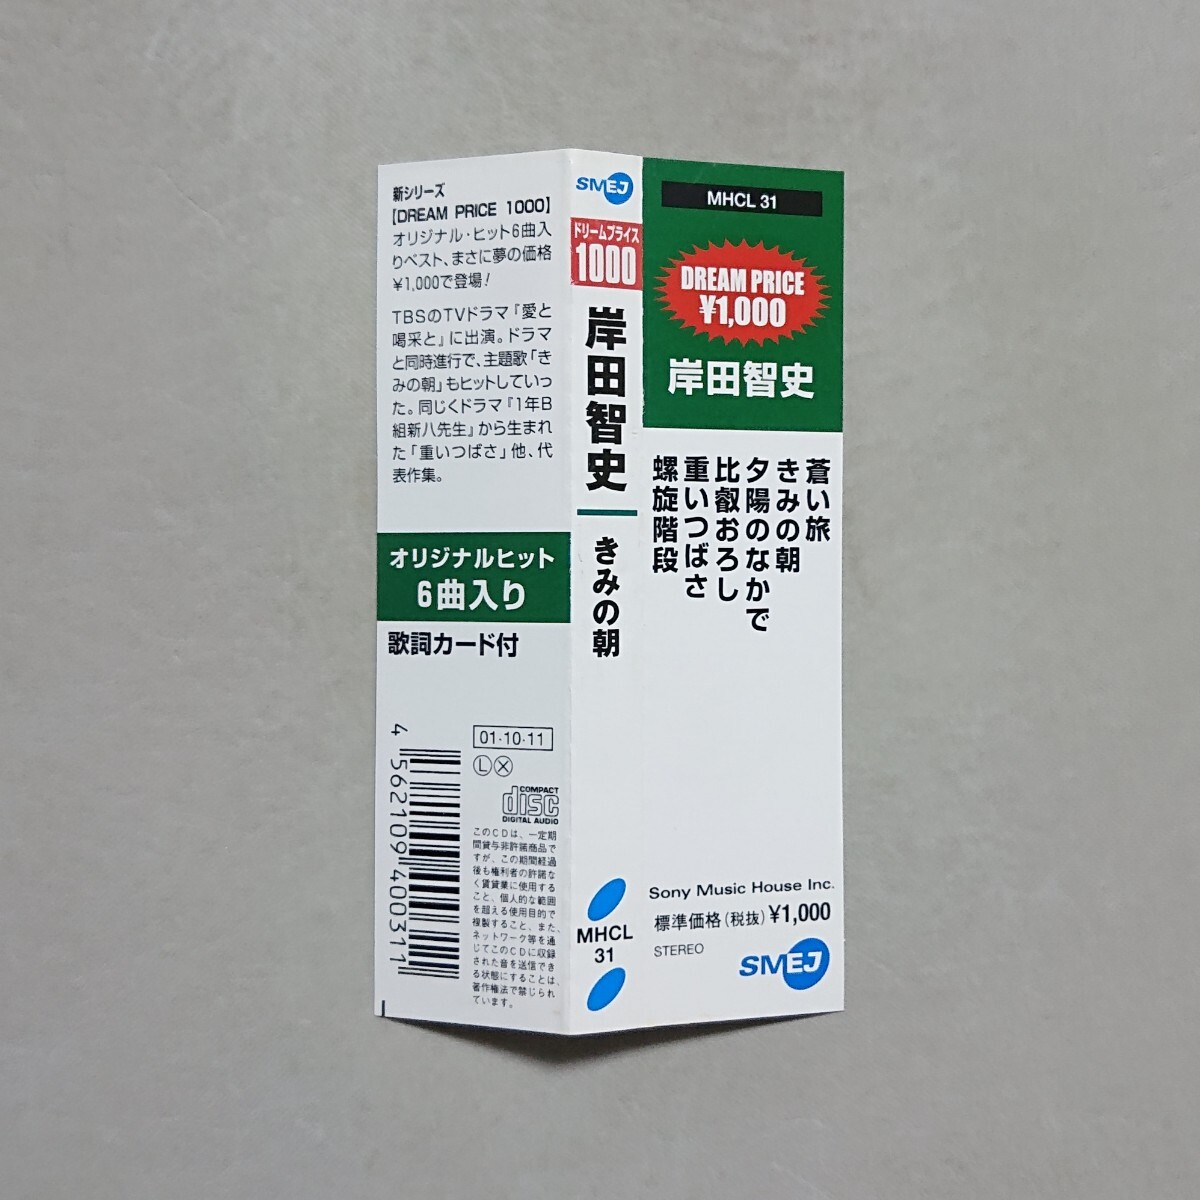 新シリーズ
【DREAM PRICE 1000】
オリジナル・ヒット6曲入
りベスト、まさに夢の価格
¥1,000で登場!
TBSのTVドラマ『愛と
喝采と』に出演。ドラマ
と同時進行で、主題歌「き
みの朝」もヒットしていっ
た。同じくドラマ『1年B
組新八先生』から生まれ
た「重いつばさ」他、代
表作集。
オリジナルヒット
6曲入り
歌詞カード付
4 562109 400311
01・10・11
Ⓛ Ⓧ
COMPACT
disc
DIGITAL AUDIO
このCDは、一定期
間貸与非許諾商品で
すが、この期間経過
後も権利者の許諾な
く賃貸業に使用する
こと、個人的な範囲
を超える使用目的で
複製すること、また、
ネットワーク等を通
じてこのCDに収録
された音を送信でき
る状態にすることは、
著作権法で禁じられ
ています。
SMEJ
ドリームプライス
1000
岸田智史
きみの朝
MHCL
31
MHCL 31
DREAM PRICE
¥1,000
岸田智史
蒼い旅
きみの朝
夕陽のなかで
比叡おろし
重いつばさ
螺旋階段
Sony Music House Inc.
標準価格(税抜)¥1,000
STEREO
SMEJ